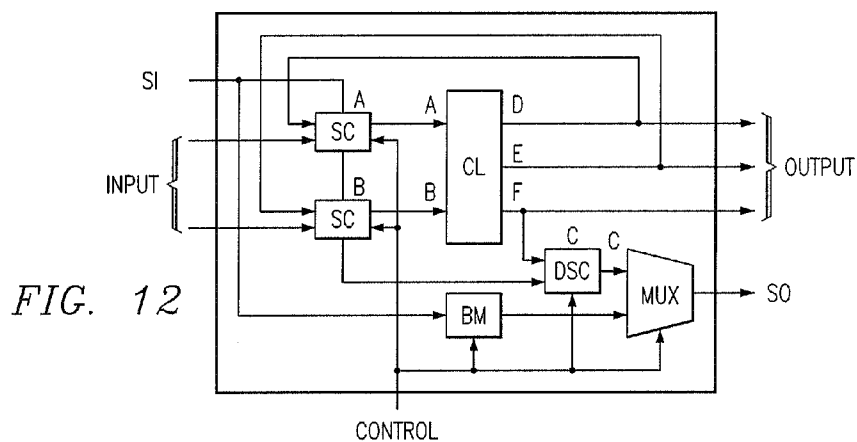 SI
A
SC
A
D
INPUT
B
SC
B
CL
E
F
OUTPUT
C
DSC
C
MUX
SO
BM
FIG. 12
CONTROL